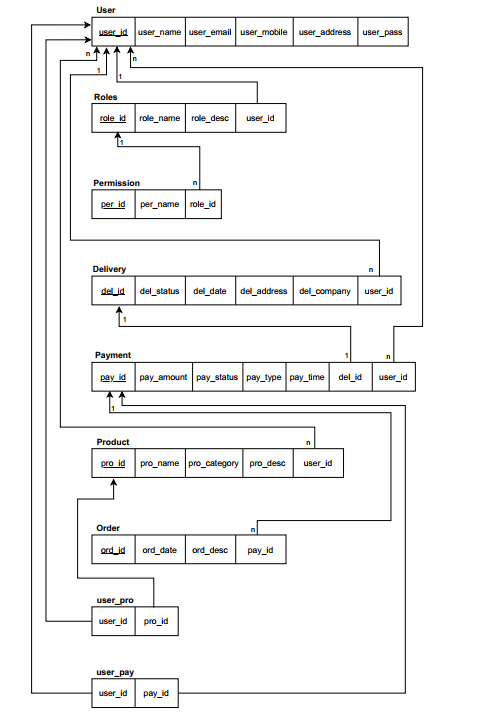 User
user_id user_name user_email user_mobile user_address user_pass
n n
1 1
Roles
role_id role_name role_desc user_id
1
Permission n
per_id per_name role_id
Delivery n
del_id del_status del_date del_address del_company user_id
1
Payment 1 n
pay_id pay_amount pay_status pay_type pay_time del_id user_id
1
Product n
pro_id pro_name pro_category pro_desc user_id
Order n
ord_id ord_date ord_desc pay_id
user_pro
user_id pro_id
user_pay
user_id pay_id